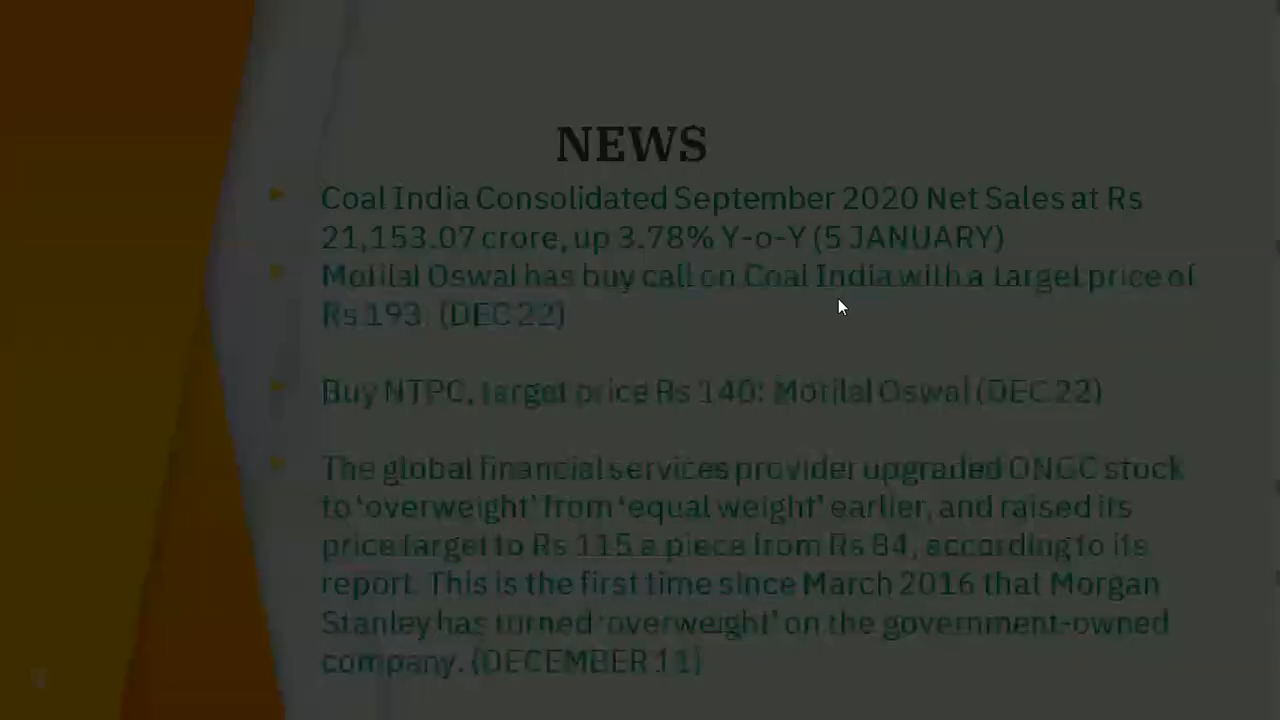 NEWS
Coal India Consolidated September 2020 Net Sales at Rs
21,153.07 crore, up 3.78% Y-o-Y (5 JANUARY)
Motilal Oswal has buy call on Coal India with a target price of
Rs 193. (DEC 22)
Buy NTPC, target price Rs 140: Motilal Oswal (DEC 22)
The global financial services provider upgraded ONGC stock
to ‘overweight’ from ‘equal weight’ earlier, and raised its
price target to Rs 115 a piece from Rs 84, according to its
report. This is the first time since March 2016 that Morgan
Stanley has turned ‘overweight’ on the government-owned
company. (DECEMBER 11)